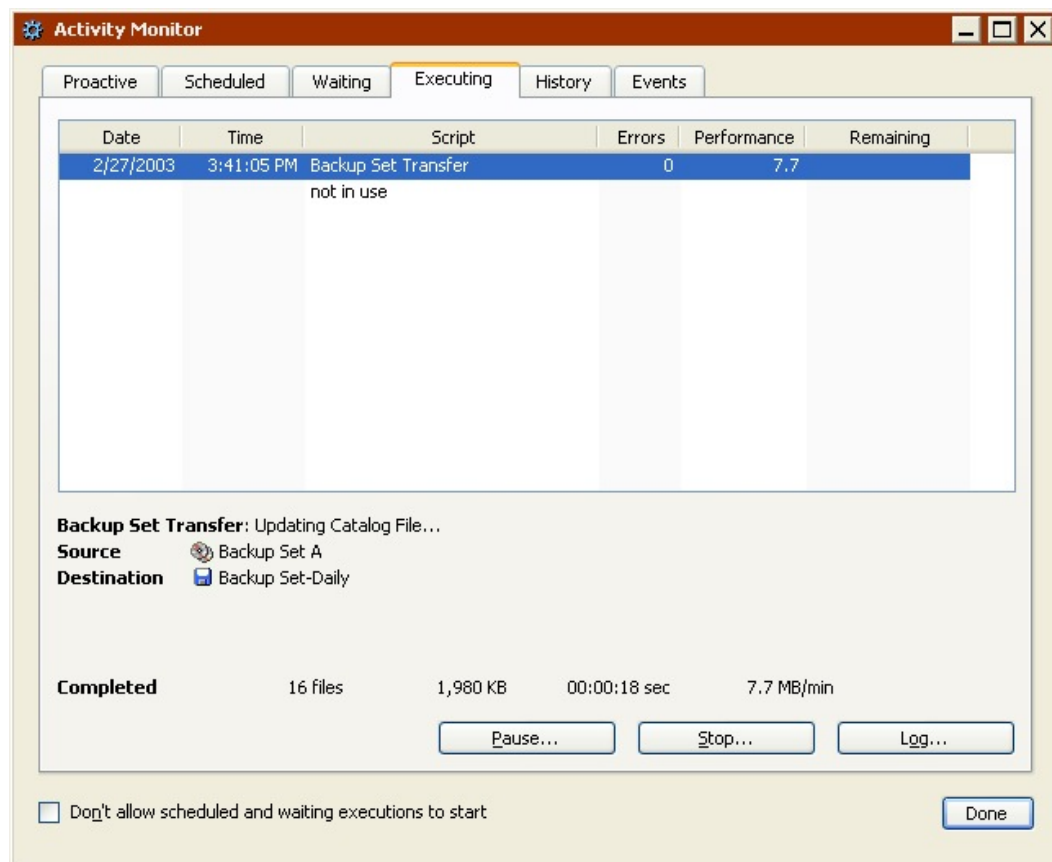 Activity Monitor
Proactive Scheduled Waiting Executing History Events
Date Time Script Errors Performance Remaining
2/27/2003 3:41:05 PM Backup Set Transfer 0 7.7
not in use
Backup Set Transfer: Updating Catalog File...
Source Backup Set A
Destination Backup Set-Daily
Completed 16 files 1,980 KB 00:00:18 sec 7.7 MB/min
Pause... Stop... Log...
Don't allow scheduled and waiting executions to start Done